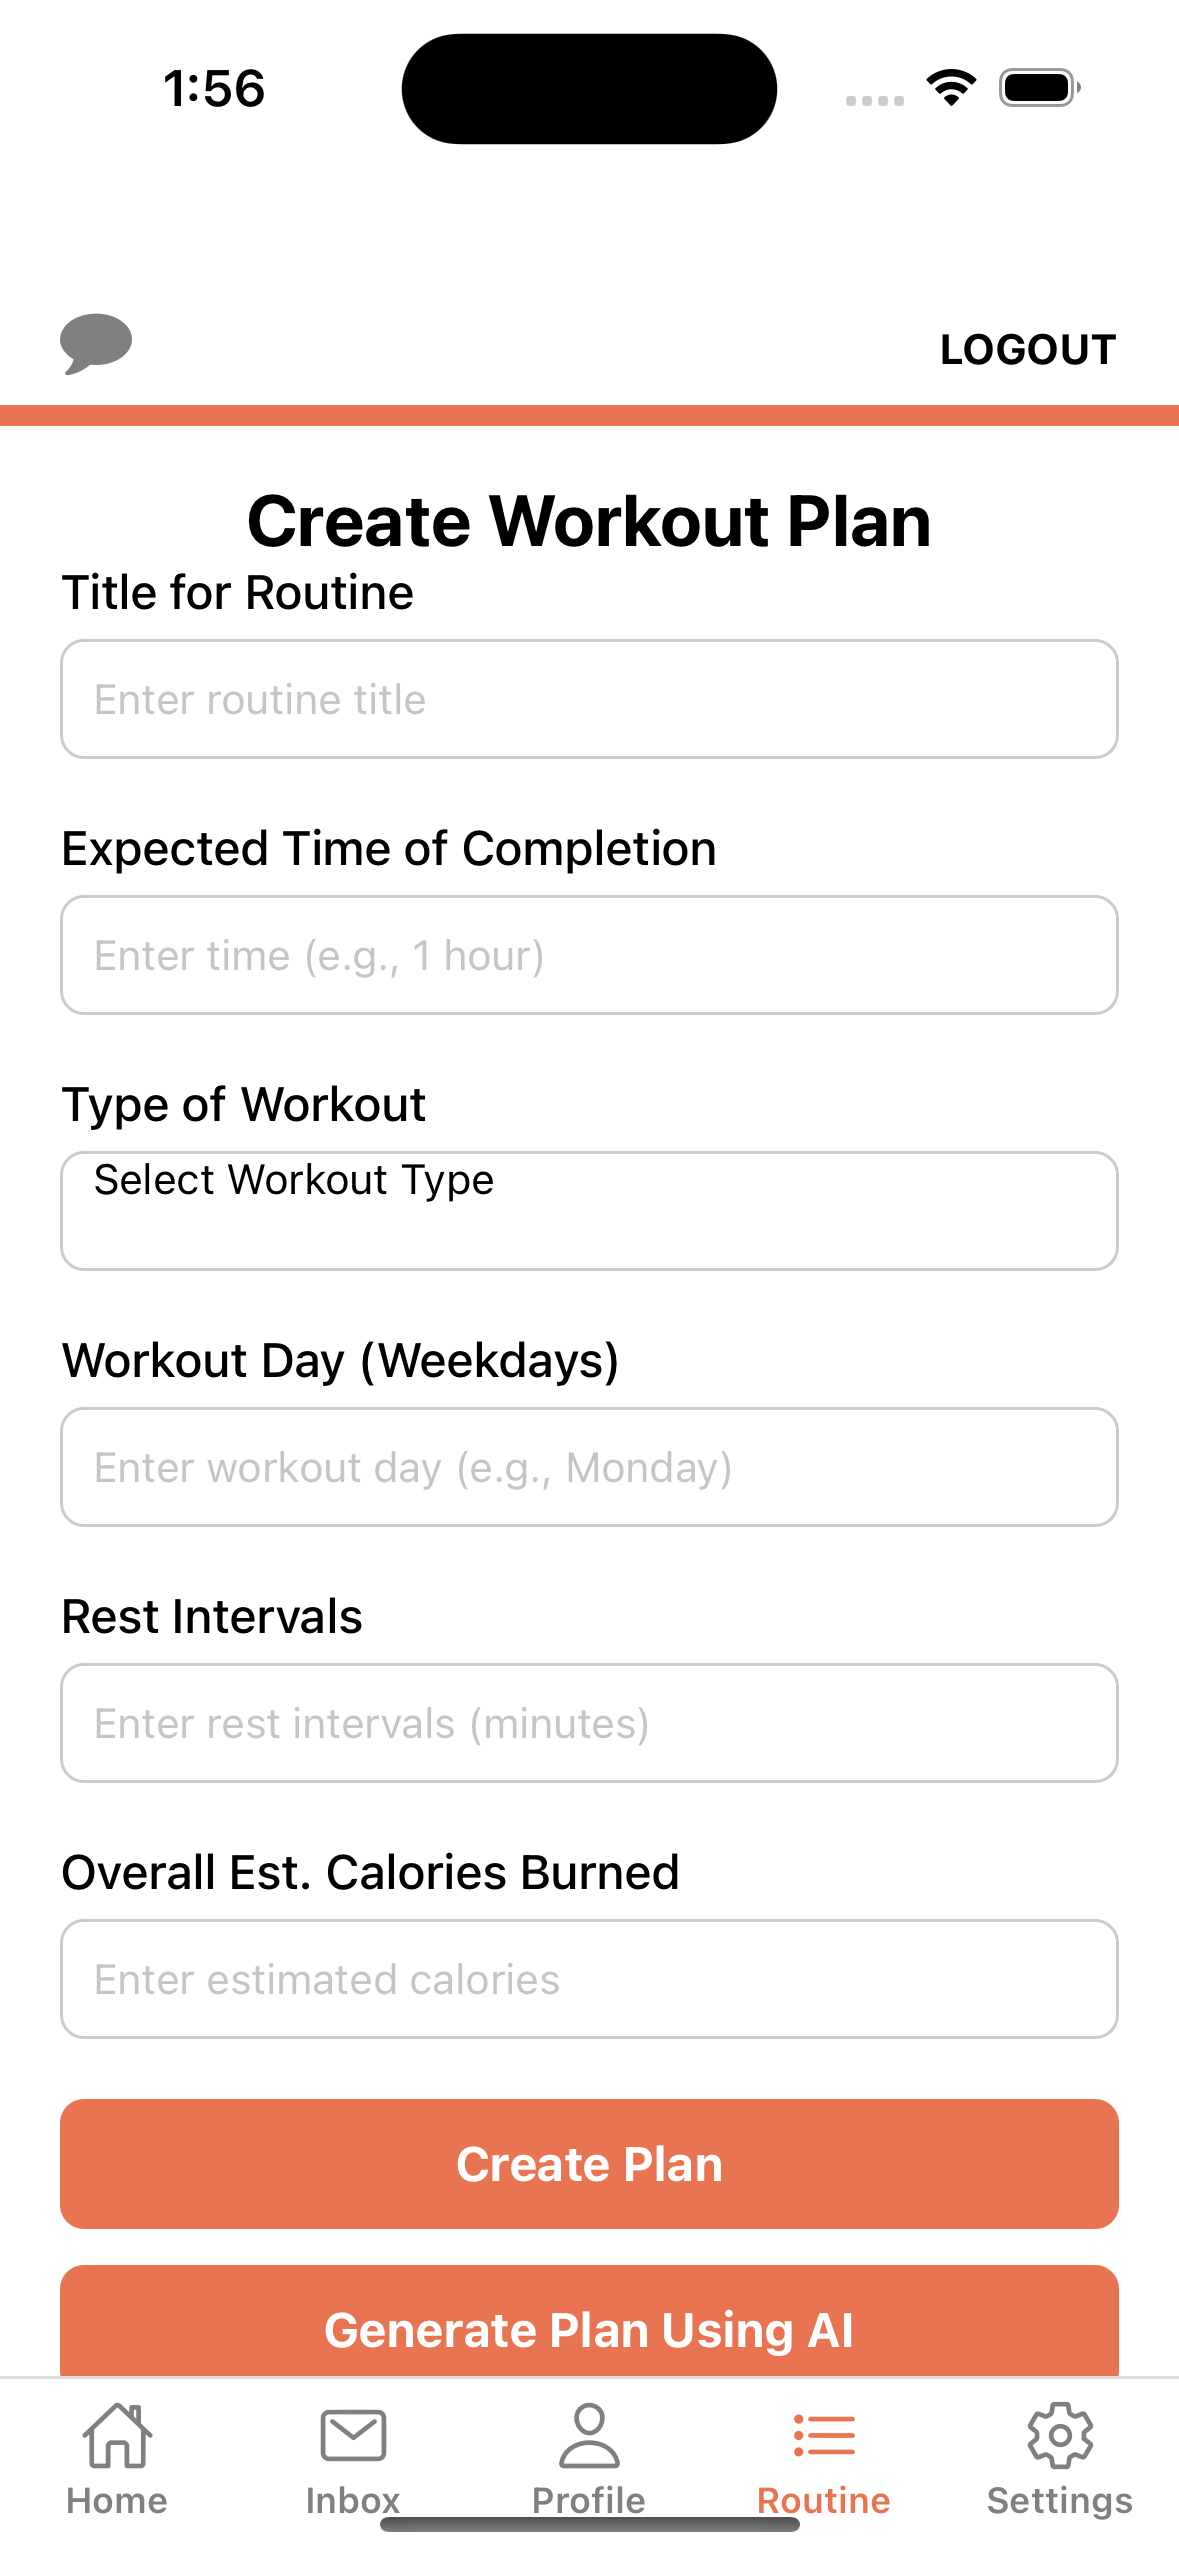 1:56
LOGOUT
Create Workout Plan
Title for Routine
Enter routine title
Expected Time of Completion
Enter time (e.g., 1 hour)
Type of Workout
Select Workout Type
Workout Day (Weekdays)
Enter workout day (e.g., Monday)
Rest Intervals
Enter rest intervals (minutes)
Overall Est. Calories Burned
Enter estimated calories
Create Plan
Generate Plan Using AI
Home Inbox Profile Routine Settings